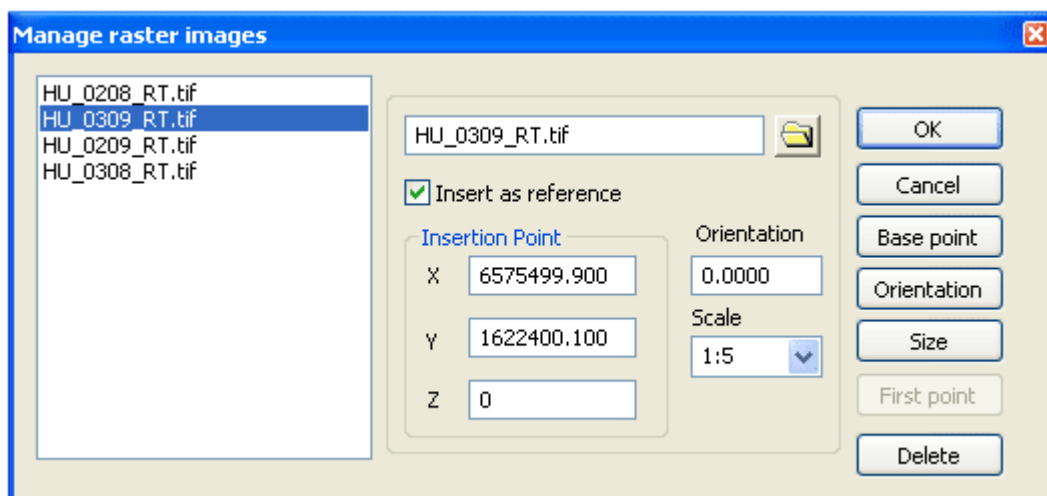 Manage raster images
HU_0208_RT.tif
HU_0309_RT.tif
HU_0209_RT.tif
HU_0308_RT.tif
HU_0309_RT.tif
Insert as reference
Insertion Point
X 6575499.900
Y 1622400.100
Z 0
Orientation
0.0000
Scale
1:5
OK
Cancel
Base point
Orientation
Size
First point
Delete